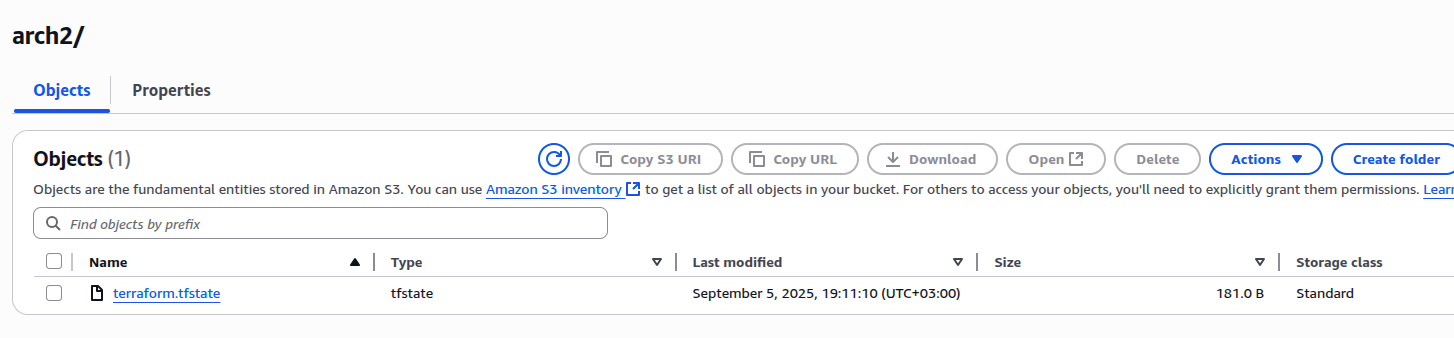 arch2/
Objects Properties
Objects (1) Copy S3 URI Copy URL Download Open Delete Actions Create folder
Objects are the fundamental entities stored in Amazon S3. You can use Amazon S3 inventory to get a list of all objects in your bucket. For others to access your objects, you'll need to explicitly grant them permissions. Learn
Find objects by prefix
Name Type Last modified Size Storage class
terraform.tfstate tfstate September 5, 2025, 19:11:10 (UTC+03:00) 181.0 B Standard